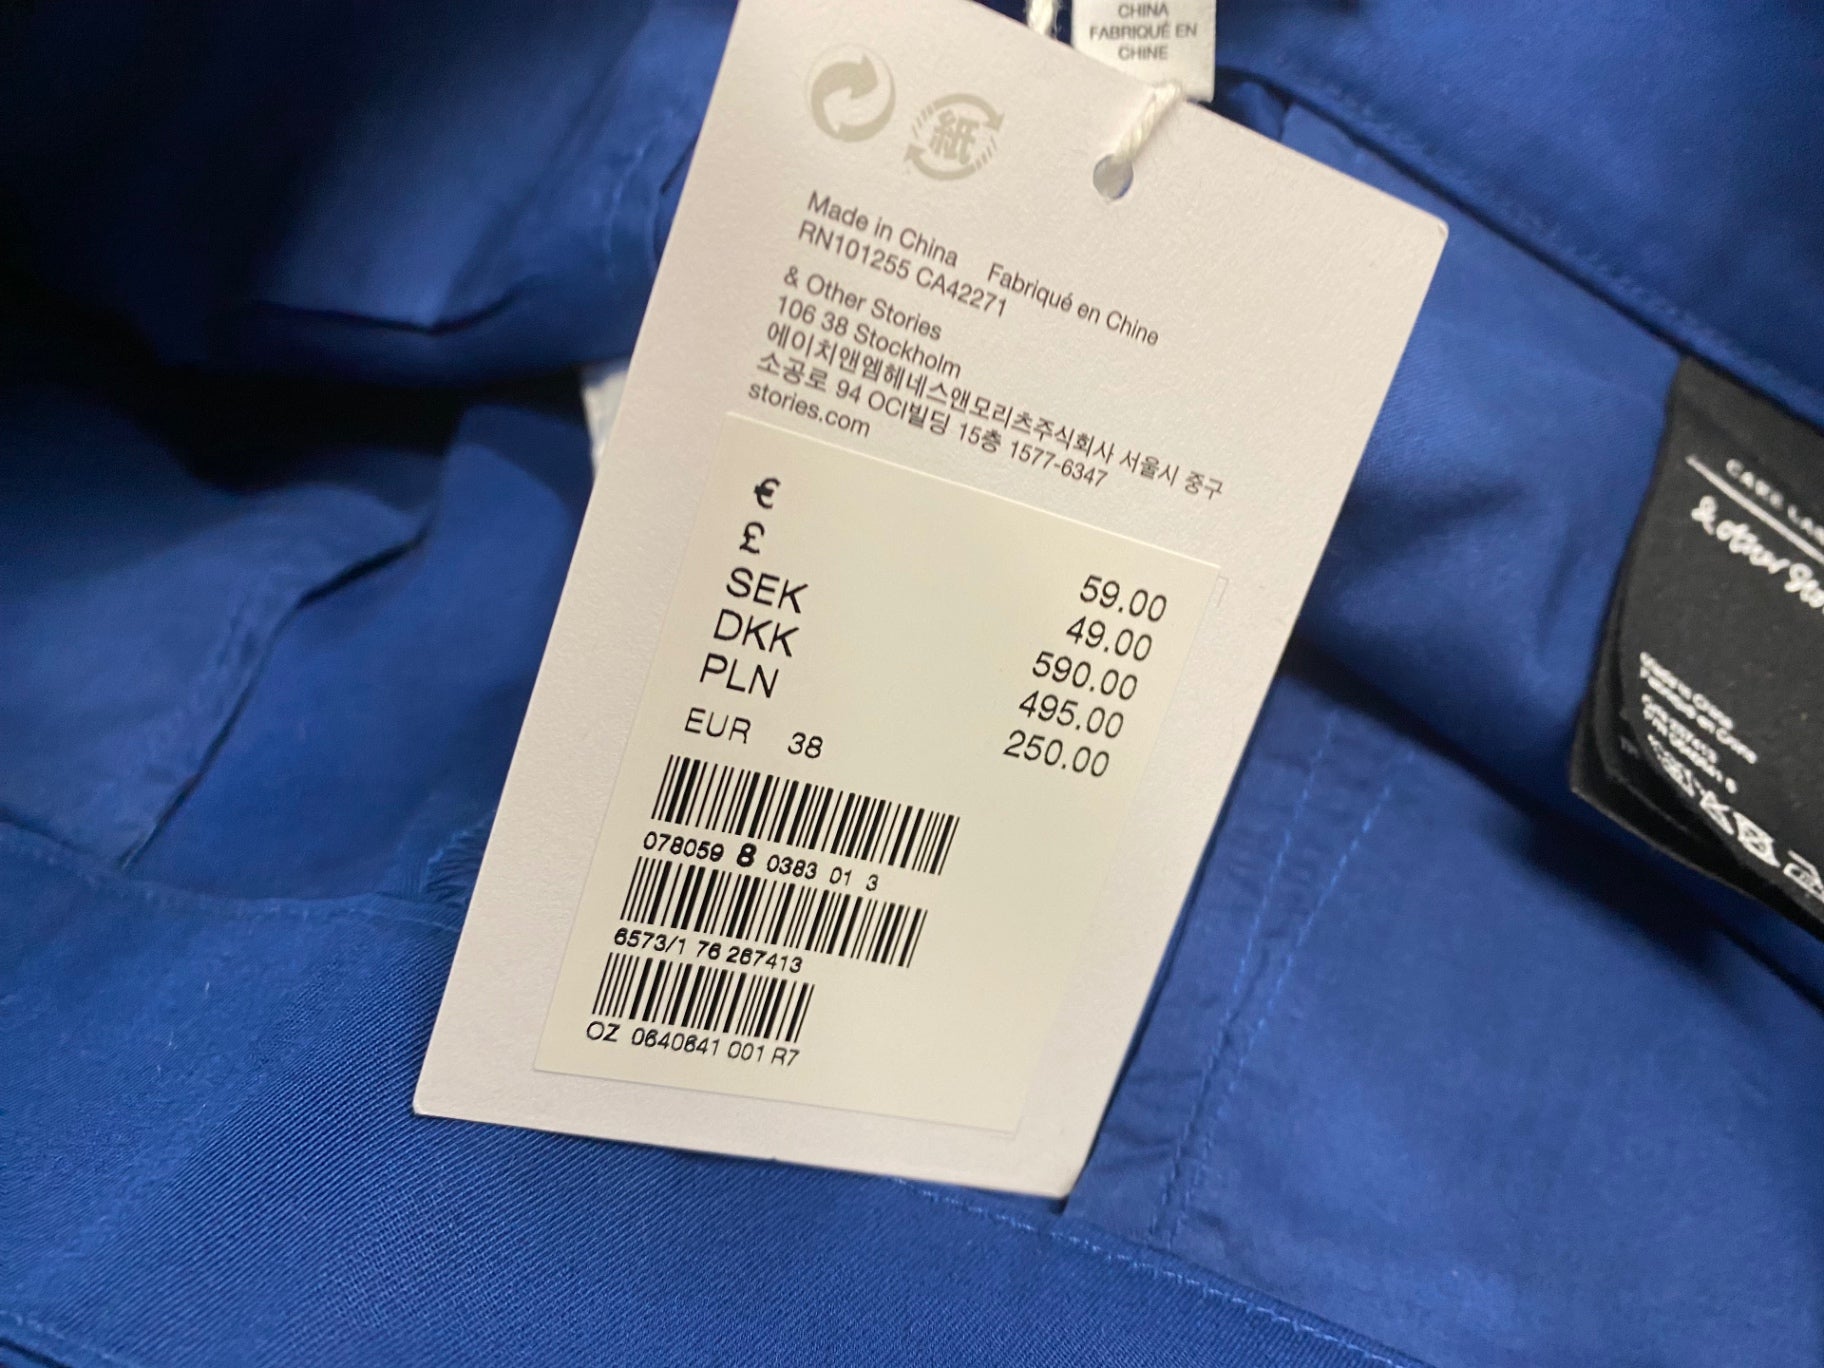 CHINA
FABRIQUÉ EN
CHINE
紙
Made in China Fabriqué en Chine
RN101255 CA42271
& Other Stories
106 38 Stockholm
에이치앤엠헤네스앤모리츠주식회사 서울시 중구
소공로 94 OCI빌딩 15층 1577-6347
stories.com
€ 59.00
£ 49.00
SEK 590.00
DKK 495.00
PLN 250.00
EUR 38
078059 8 0383 01 3
6573/1 76 267413
OZ 0640641 001 R7
CARE
& Other